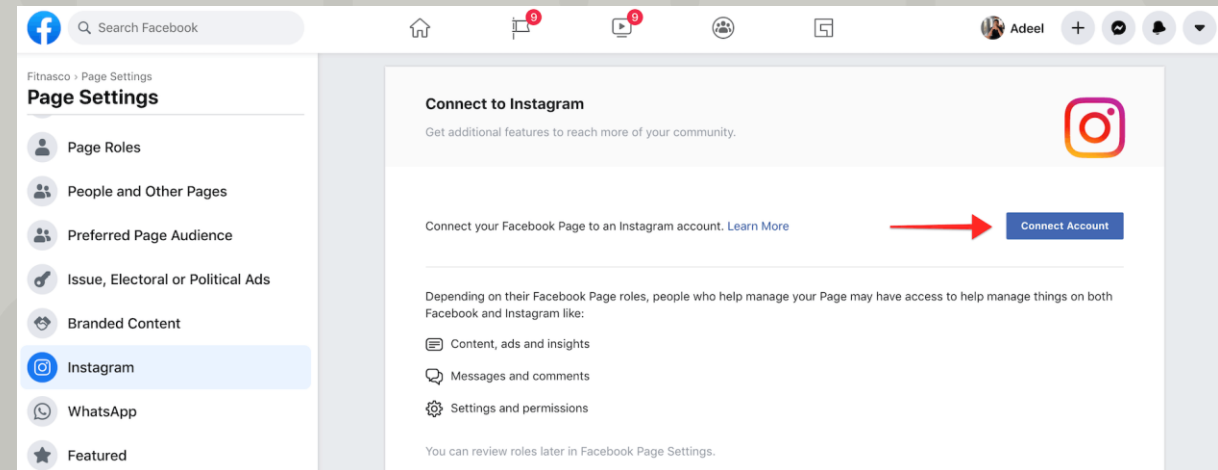 Search Facebook
9
9
Adeel
Fitnasco › Page Settings
Page Settings
Page Roles
People and Other Pages
Preferred Page Audience
Issue, Electoral or Political Ads
Branded Content
Instagram
WhatsApp
Featured
Connect to Instagram
Get additional features to reach more of your community.
Connect your Facebook Page to an Instagram account. Learn More
Connect Account
Depending on their Facebook Page roles, people who help manage your Page may have access to help manage things on both
Facebook and Instagram like:
Content, ads and insights
Messages and comments
Settings and permissions
You can review roles later in Facebook Page Settings.